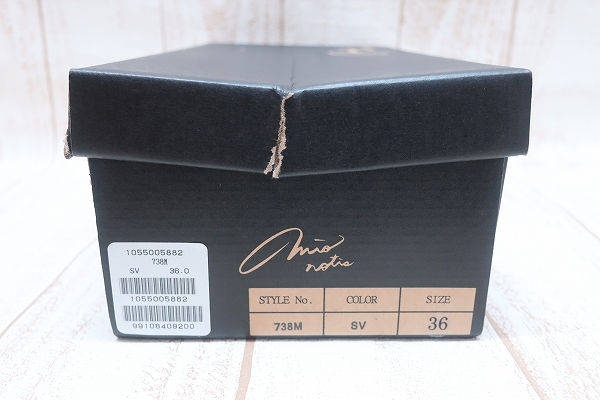 mio
notis
1055005882
738M
SV 36.0
1055005882
99106409200
STYLE No. COLOR SIZE
738M SV 36